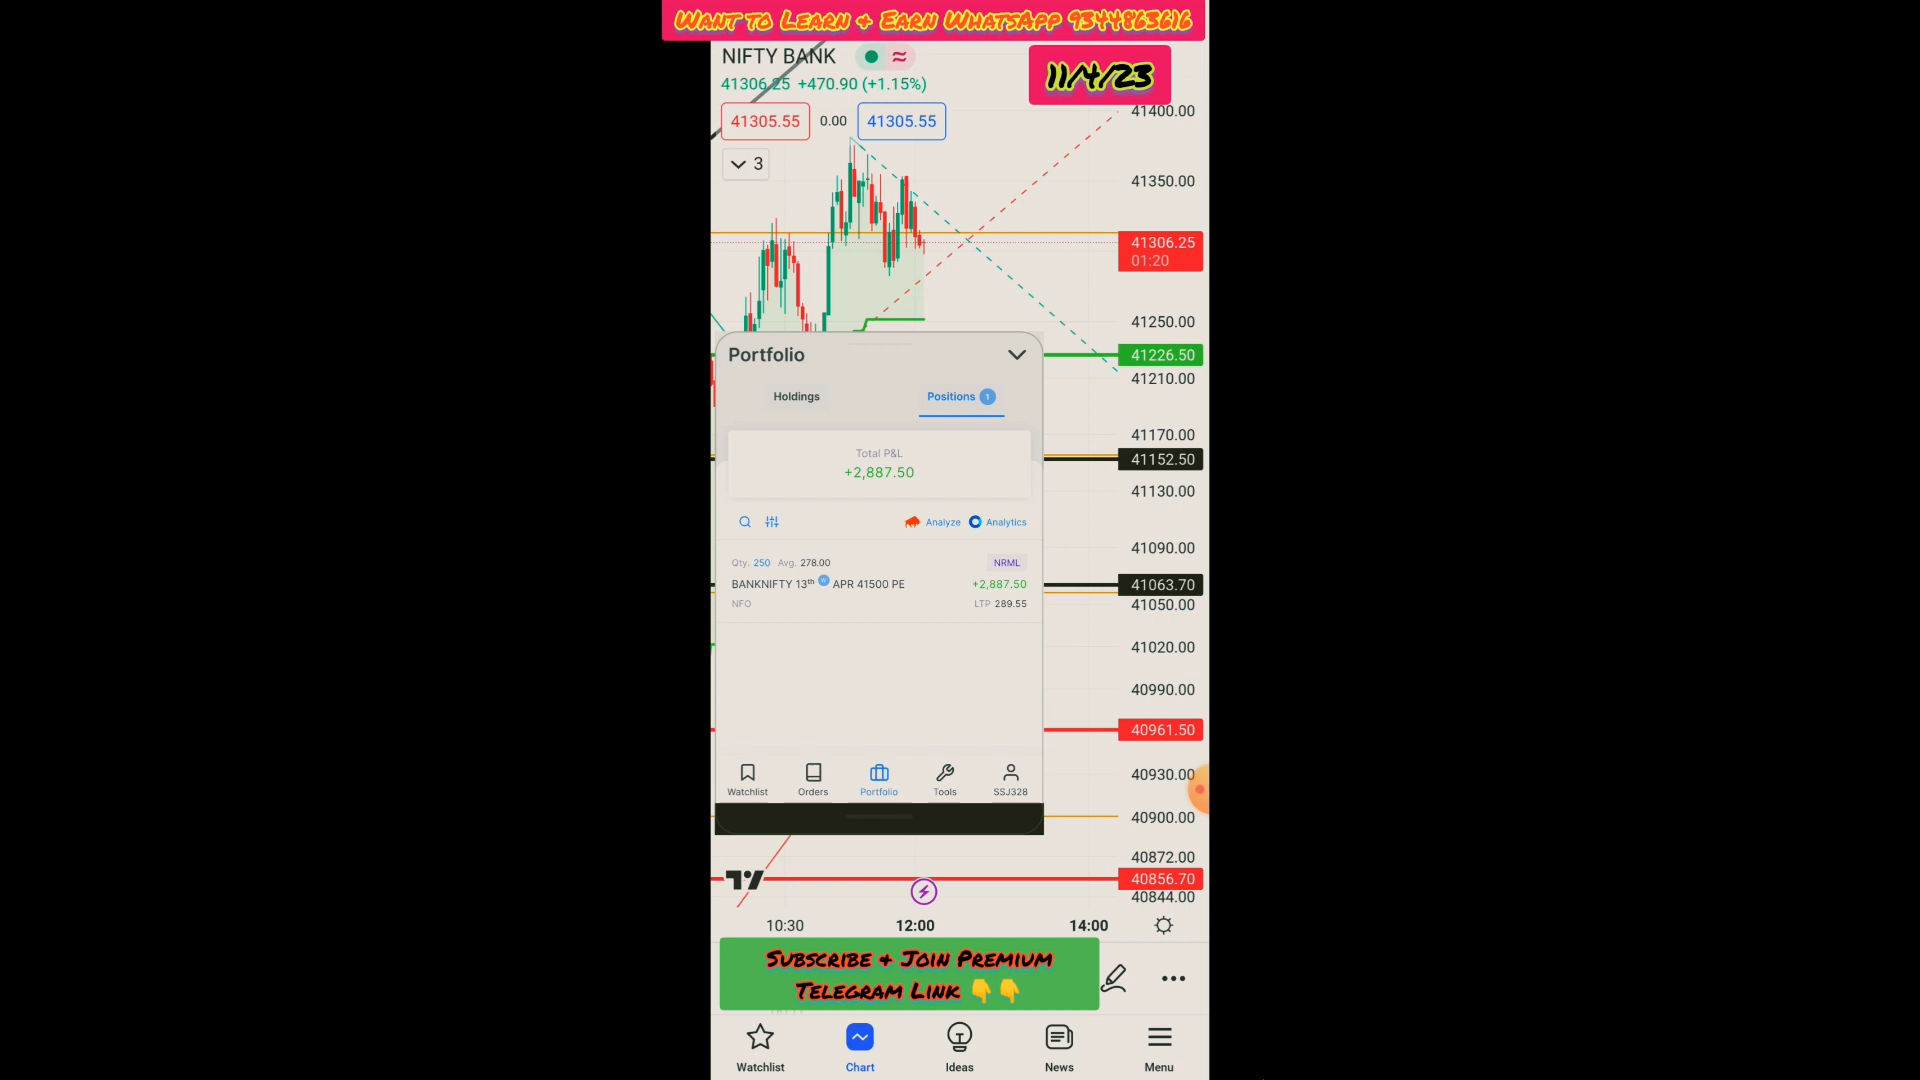 Want to Learn & Earn WhatsApp 9344863616
NIFTY BANK
11/4/23
41306.25 +470.90 (+1.15%)
41305.55 0.00 41305.55
3
41400.00
41350.00
41306.25
01:20
41250.00
41226.50
41210.00
41170.00
41152.50
41130.00
41090.00
41063.70
41050.00
41020.00
40990.00
40961.50
40930.00
40900.00
40872.00
40856.70
40844.00
Portfolio
Holdings
Positions 1
Total P&L
+2,887.50
Analyze Analytics
Qty. 250 Avg. 278.00 NRML
BANKNIFTY 13th W APR 41500 PE +2,887.50
NFO LTP 289.55
Watchlist Orders Portfolio Tools SSJ328
10:30 12:00 14:00
Subscribe & Join Premium
Telegram Link 👇👇
Watchlist Chart Ideas News Menu